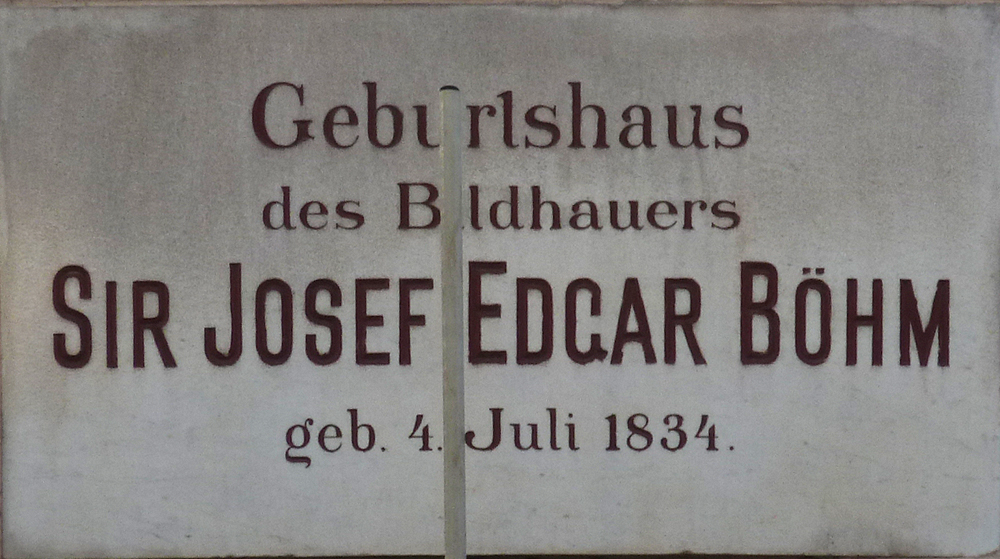 Geburtshaus
des Bildhauers
SIR JOSEF EDGAR BÖHM
geb. 4. Juli 1834.